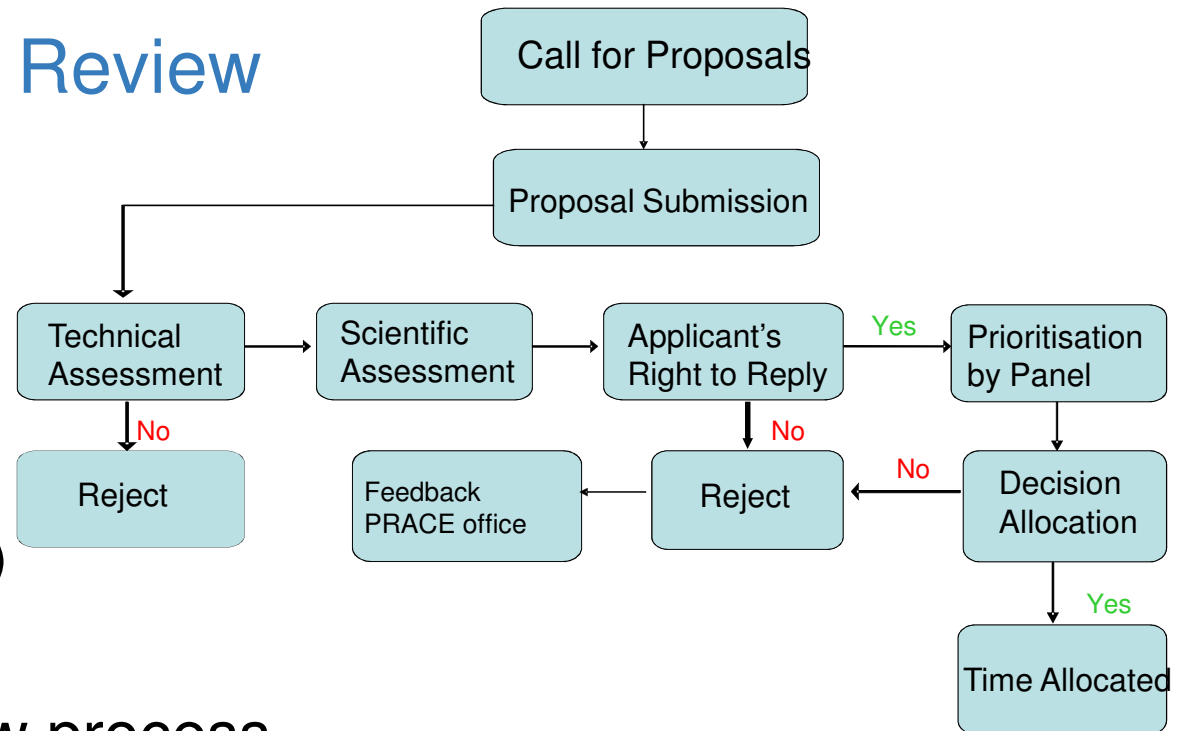 Review
Call for Proposals
Proposal Submission
Technical
Assessment
Scientific
Assessment
Applicant's
Right to Reply
Yes
Prioritisation
by Panel
No
No
Reject
Feedback
PRACE office
Reject
No
Decision
Allocation
)
Yes
Time Allocated
w process